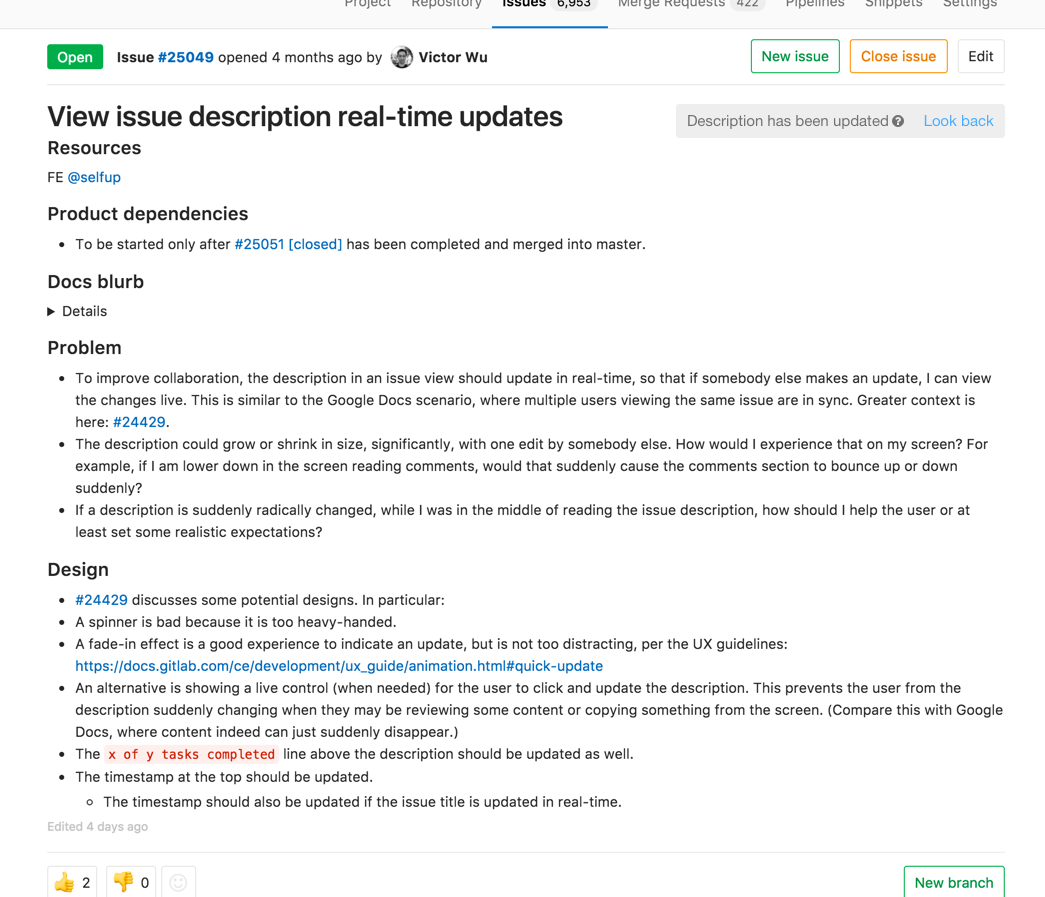 Project Repository Issues 6,953 Merge Requests 422 Pipelines Snippets Settings
Open Issue #25049 opened 4 months ago by Victor Wu New issue Close issue Edit
View issue description real-time updates
Description has been updated Look back
Resources
FE @selfup
Product dependencies
To be started only after #25051 [closed] has been completed and merged into master.
Docs blurb
Details
Problem
To improve collaboration, the description in an issue view should update in real-time, so that if somebody else makes an update, I can view
the changes live. This is similar to the Google Docs scenario, where multiple users viewing the same issue are in sync. Greater context is
here: #24429.
The description could grow or shrink in size, significantly, with one edit by somebody else. How would I experience that on my screen? For
example, if I am lower down in the screen reading comments, would that suddenly cause the comments section to bounce up or down
suddenly?
If a description is suddenly radically changed, while I was in the middle of reading the issue description, how should I help the user or at
least set some realistic expectations?
Design
#24429 discusses some potential designs. In particular:
A spinner is bad because it is too heavy-handed.
A fade-in effect is a good experience to indicate an update, but is not too distracting, per the UX guidelines:
https://docs.gitlab.com/ce/development/ux_guide/animation.html#quick-update
An alternative is showing a live control (when needed) for the user to click and update the description. This prevents the user from the
description suddenly changing when they may be reviewing some content or copying something from the screen. (Compare this with Google
Docs, where content indeed can just suddenly disappear.)
The x of y tasks completed line above the description should be updated as well.
The timestamp at the top should be updated.
The timestamp should also be updated if the issue title is updated in real-time.
Edited 4 days ago
2 0 New branch